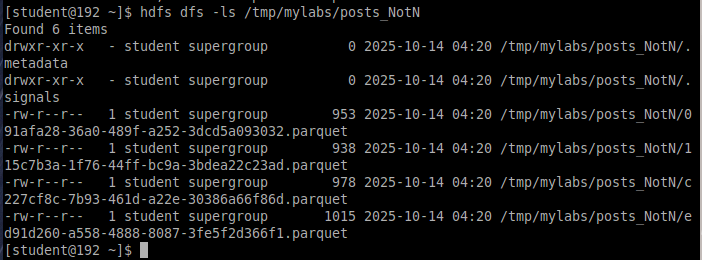 [student@192 ~]$ hdfs dfs -ls /tmp/mylabs/posts_NotN
Found 6 items
drwxr-xr-x   - student supergroup          0 2025-10-14 04:20 /tmp/mylabs/posts_NotN/.
metadata
drwxr-xr-x   - student supergroup          0 2025-10-14 04:20 /tmp/mylabs/posts_NotN/.
signals
-rw-r--r--   1 student supergroup        953 2025-10-14 04:20 /tmp/mylabs/posts_NotN/0
91afa28-36a0-489f-a252-3dcd5a093032.parquet
-rw-r--r--   1 student supergroup        938 2025-10-14 04:20 /tmp/mylabs/posts_NotN/1
15c7b3a-1f76-44ff-bc9a-3bdea22c23ad.parquet
-rw-r--r--   1 student supergroup        978 2025-10-14 04:20 /tmp/mylabs/posts_NotN/c
227cf8c-7b93-461d-a22e-30386a66f86d.parquet
-rw-r--r--   1 student supergroup       1015 2025-10-14 04:20 /tmp/mylabs/posts_NotN/e
d91d260-a558-4888-8087-3fe5f2d366f1.parquet
[student@192 ~]$